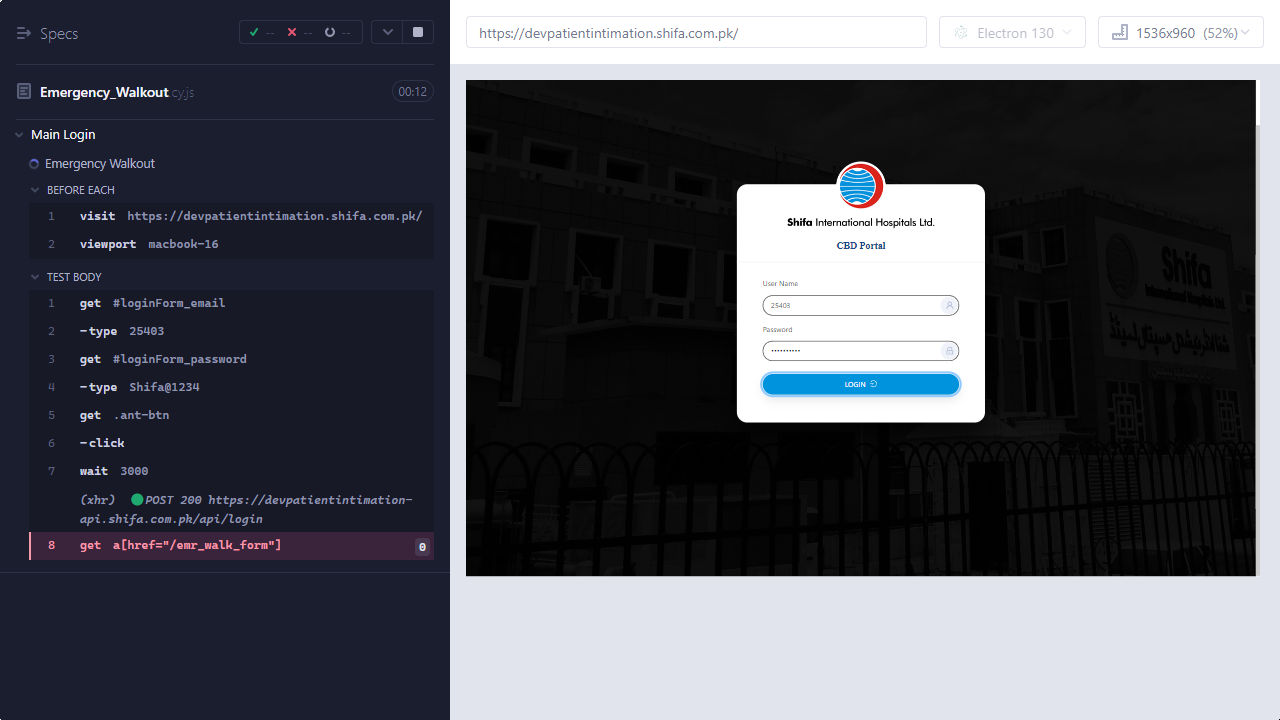 Specs
-- -- --
Emergency_Walkout.cy.js
00:12
Main Login
Emergency Walkout
BEFORE EACH
1 visit https://devpatientintimation.shifa.com.pk/
2 viewport macbook-16
TEST BODY
1 get #loginForm_email
2 -type 25403
3 get #loginForm_password
4 -type Shifa@1234
5 get .ant-btn
6 -click
7 wait 3000
(xhr) POST 200 https://devpatientintimation-
api.shifa.com.pk/api/login
8 get a[href="/emr_walk_form"] 0
https://devpatientintimation.shifa.com.pk/
Electron 130
1536x960 (52%)
Shifa International Hospitals Ltd.
CBD Portal
User Name
25403
Password
••••••••••
LOGIN
Shifa
International Hospitals Ltd.